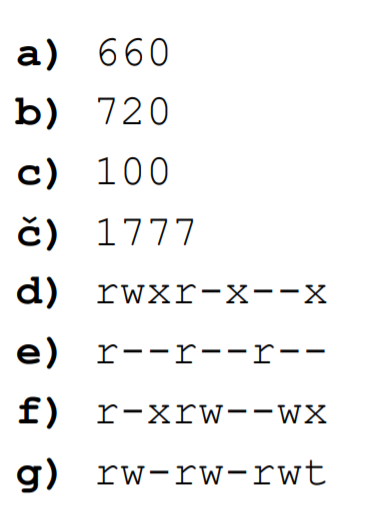 a) 660
b) 720
c) 100
č) 1777
d) rwxr-x--x
e) r--r--r--
f) r-xrw--wx
g) rw-rw-rwt